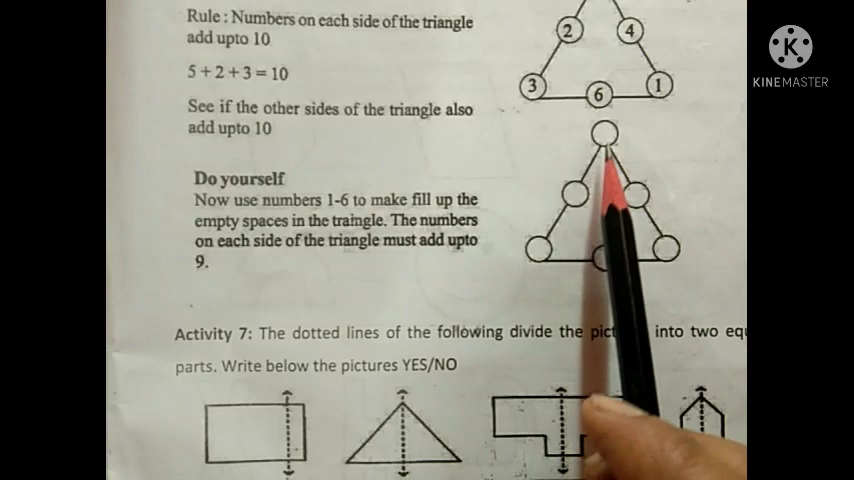 Rule : Numbers on each side of the triangle
add upto 10
5 + 2 + 3 = 10
See if the other sides of the triangle also
add upto 10
2
4
3
6
1
K
KINEMASTER
Do yourself
Now use numbers 1-6 to make fill up the
empty spaces in the traingle. The numbers
on each side of the triangle must add upto
9.
Activity 7: The dotted lines of the following divide the into two
parts. Write below the pictures YES/NO